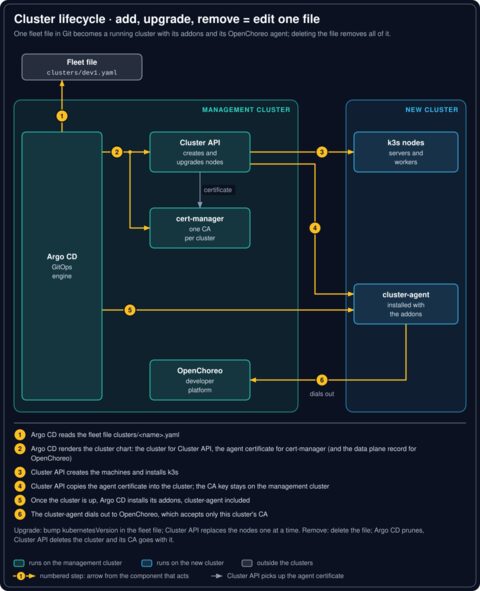 Cluster lifecycle · add, upgrade, remove = edit one file
One fleet file in Git becomes a running cluster with its addons and its OpenChoreo agent; deleting the file removes all of it.
Fleet file
clusters/dev1.yaml
1
MANAGEMENT CLUSTER
NEW CLUSTER
Argo CD
GitOps
engine
2
Cluster API
creates and
upgrades nodes
3
k3s nodes
servers and
workers
certificate
cert-manager
one CA
per cluster
4
5
cluster-agent
installed with
the addons
OpenChoreo
developer
platform
6
dials out
1 Argo CD reads the fleet file clusters/<name>.yaml
2 Argo CD renders the cluster chart: the cluster for Cluster API, the agent certificate for cert-manager (and the data plane record for
OpenChoreo)
3 Cluster API creates the machines and installs k3s
4 Cluster API copies the agent certificate into the cluster; the CA key stays on the management cluster
5 Once the cluster is up, Argo CD installs its addons, cluster-agent included
6 The cluster-agent dials out to OpenChoreo, which accepts only this cluster's CA
Upgrade: bump kubernetesVersion in the fleet file; Cluster API replaces the nodes one at a time. Remove: delete the file; Argo CD prunes,
Cluster API deletes the cluster and its CA goes with it.
runs on the management cluster
runs on the new cluster
outside the clusters
1 numbered step: arrow from the component that acts
Cluster API picks up the agent certificate